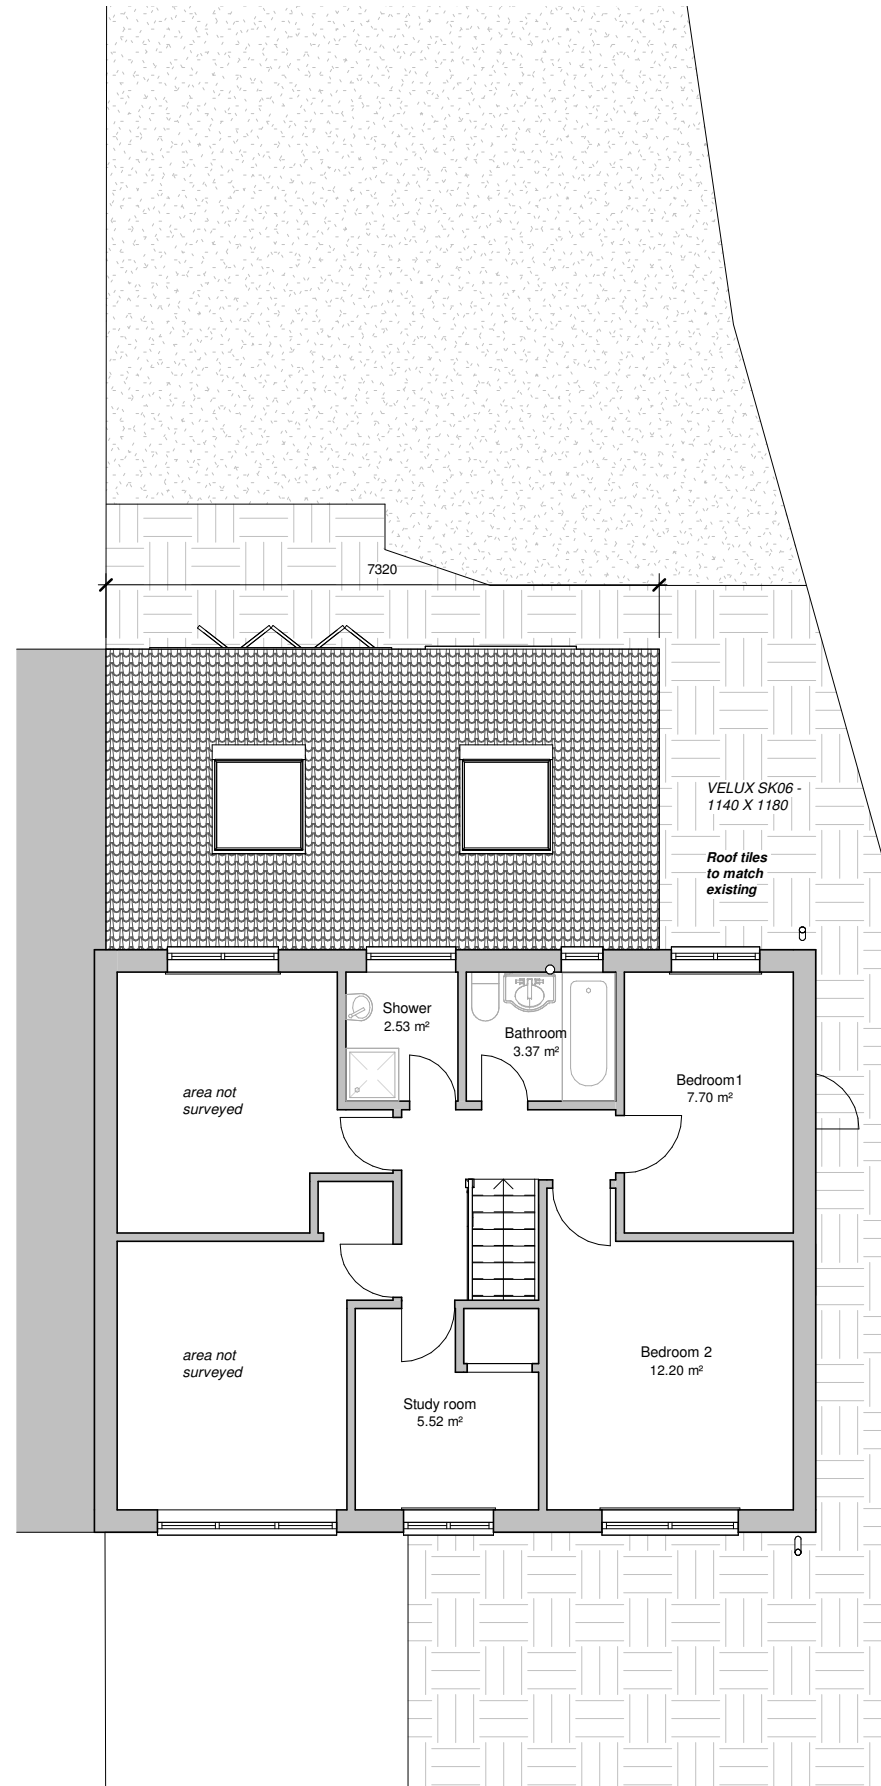 7320
VELUX SK06 -
1140 X 1180
Roof tiles
to match
existing
Shower
2.53 m²
Bathroom
3.37 m²
Bedroom1
7.70 m²
area not
surveyed
area not
surveyed
Bedroom 2
12.20 m²
Study room
5.52 m²